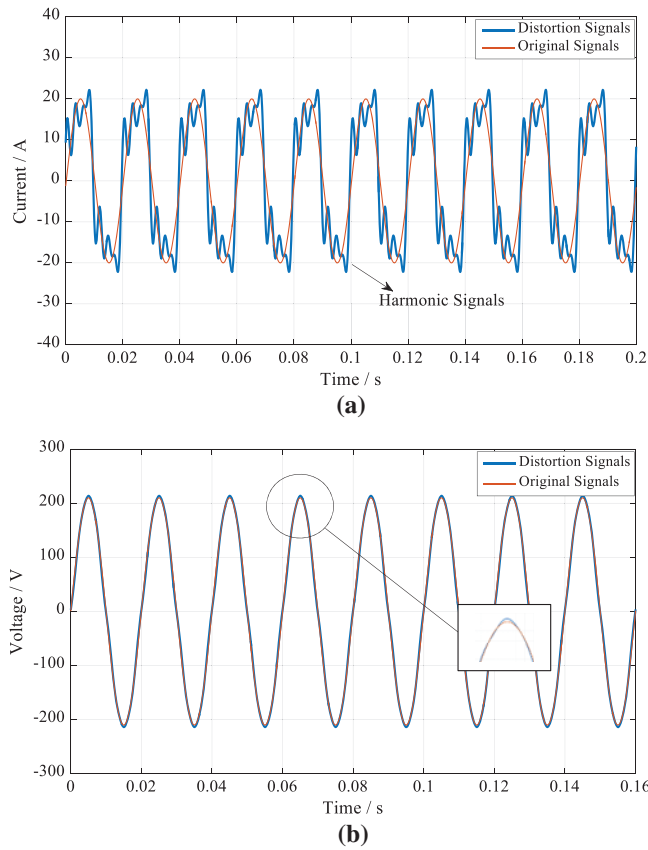 40
30
20
10
0
-10
-20
-30
-40
Current / A
Distortion Signals
Original Signals
Harmonic Signals
0 0.02 0.04 0.06 0.08 0.1 0.12 0.14 0.16 0.18 0.2
Time / s
(a)
300
200
100
0
-100
-200
-300
Voltage / V
Distortion Signals
Original Signals
0 0.02 0.04 0.06 0.08 0.1 0.12 0.14 0.16
Time / s
(b)